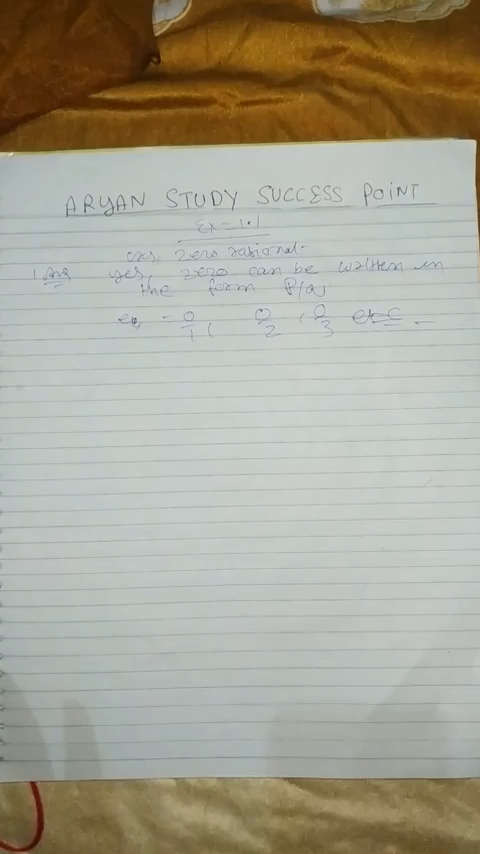 ARYAN STUDY SUCCESS POINT
Ex = 1.1
zero rational.
1 Ans yes, zero can be written in
the form P/q
eg - 0/1, 0/2, 0/3 etc.